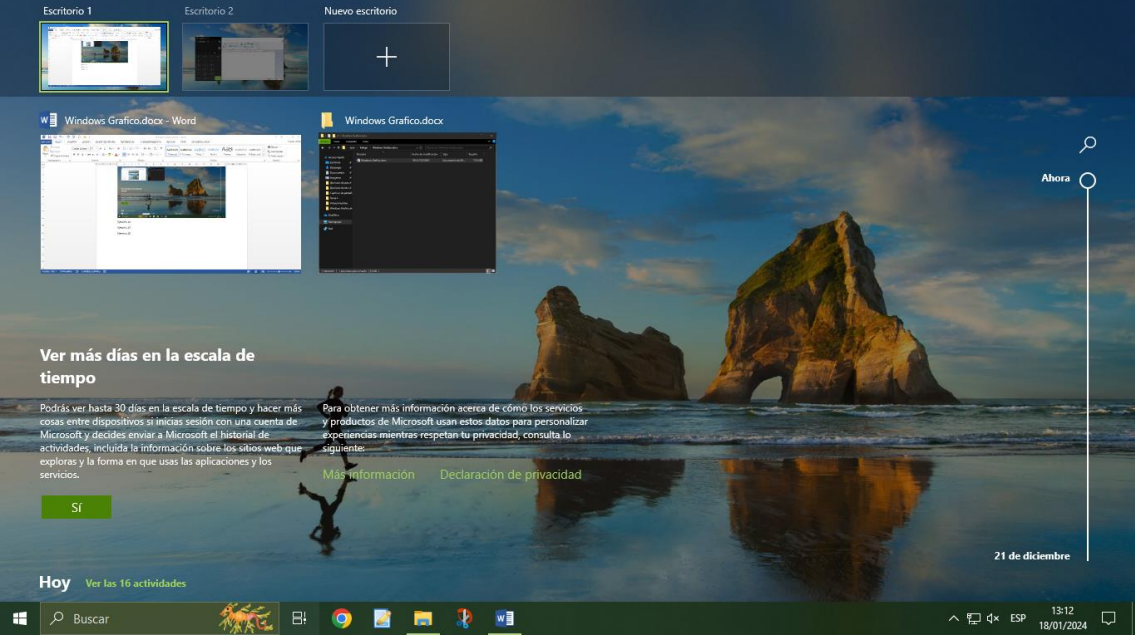 Escritorio 1
Escritorio 2
Nuevo escritorio
Windows Grafico.docx - Word
Windows Grafico.docx
Ahora
Ver más días en la escala de
tiempo
Podrás ver hasta 30 días en la escala de tiempo y hacer más
cosas entre dispositivos si inicias sesión con una cuenta de
Microsoft y decides enviar a Microsoft el historial de
actividades, incluida la información sobre los sitios web que
exploras y la forma en que usas las aplicaciones y los
servicios.
Para obtener más información acerca de cómo los servicios
y productos de Microsoft usan estos datos para personalizar
experiencias mientras respetan tu privacidad, consulta lo
siguiente:
Más información
Declaración de privacidad
Sí
21 de diciembre
Hoy
Ver las 16 actividades
Buscar
ESP
13:12
18/01/2024